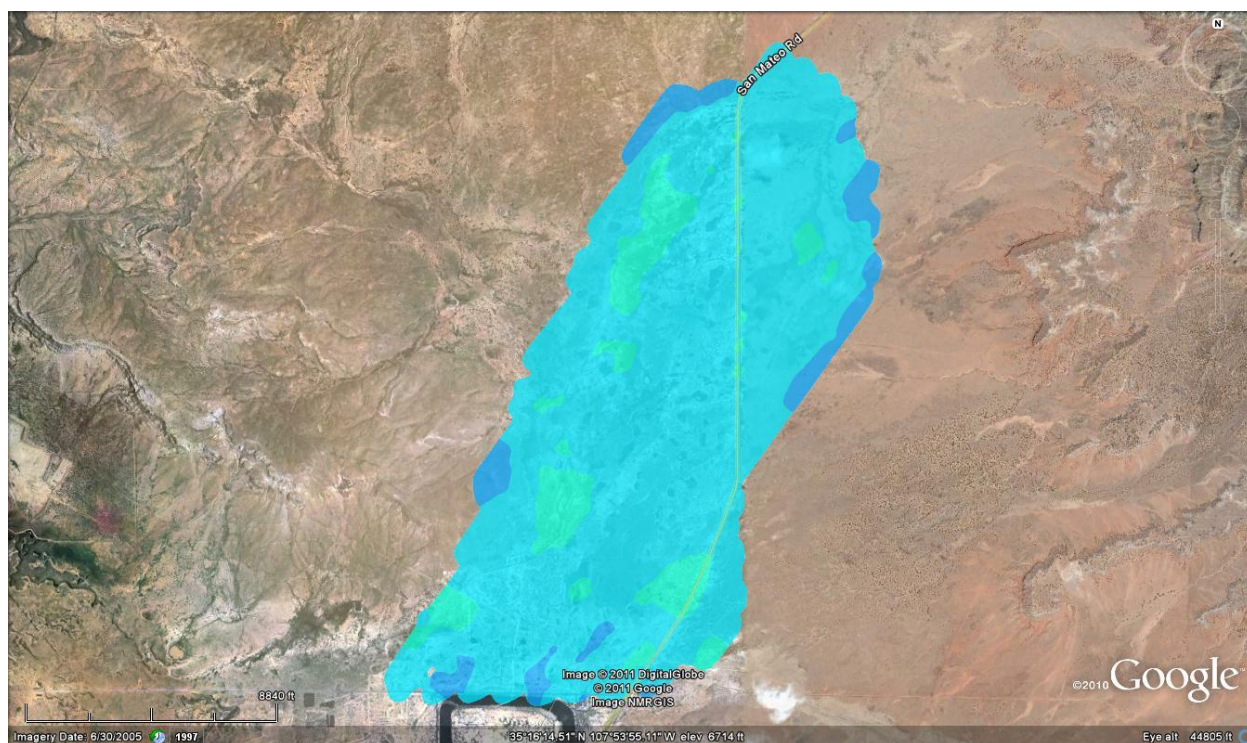 N
San Mateo Rd
Image © 2011 DigitalGlobe
© 2011 Google
Image NMRGIS
8840 ft
©2010 Google™
Imagery Date: 6/30/2005 1997 35°16'14.51" N 107°53'55.11" W elev 6714 ft Eye alt 44805 ft